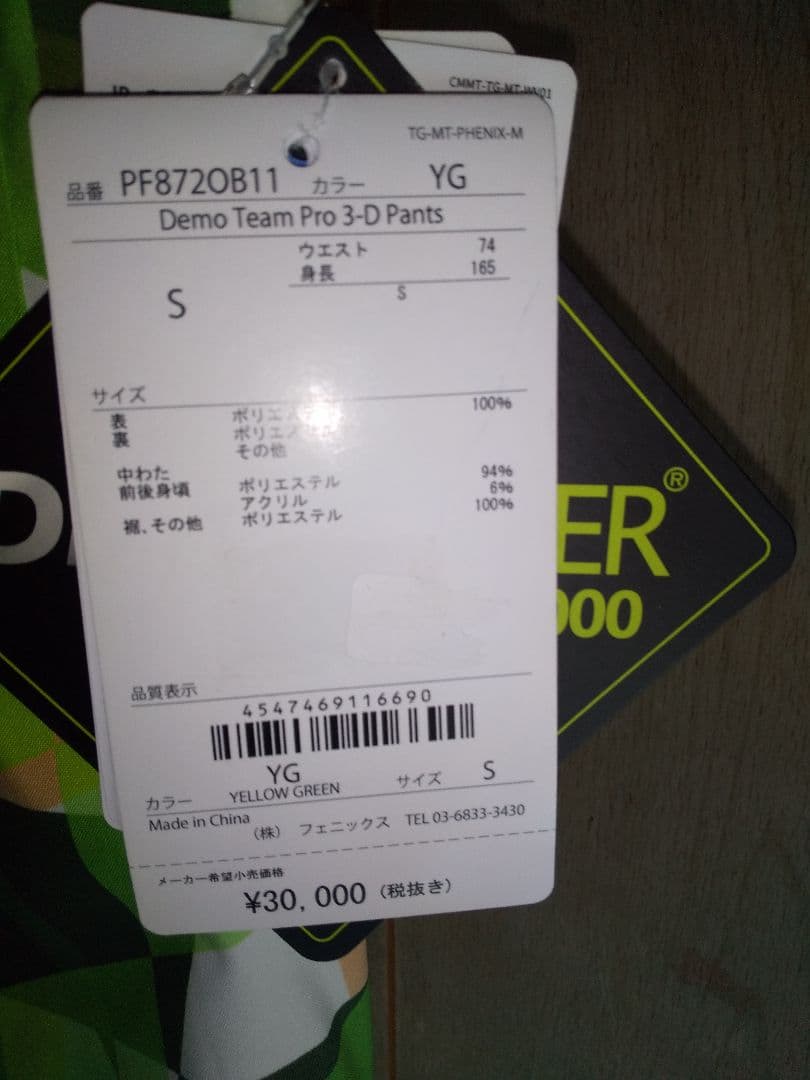 CMMT-TG-MT-
TG-MT-PHENIX-M
品番 PF872OB11 カラー YG
Demo Team Pro 3-D Pants
ウエスト 74
身長 165
S
S
サイズ
表 100%
裏
その他
中わた ポリエステル 94%
前後身頃 アクリル 6%
裾、その他 ポリエステル 100%
ER®
000
品質表示
4547469116690
YG S
カラー YELLOW GREEN サイズ
Made in China
(株) フェニックス TEL 03-6833-3430
メーカー希望小売価格
¥30,000 (税抜き)